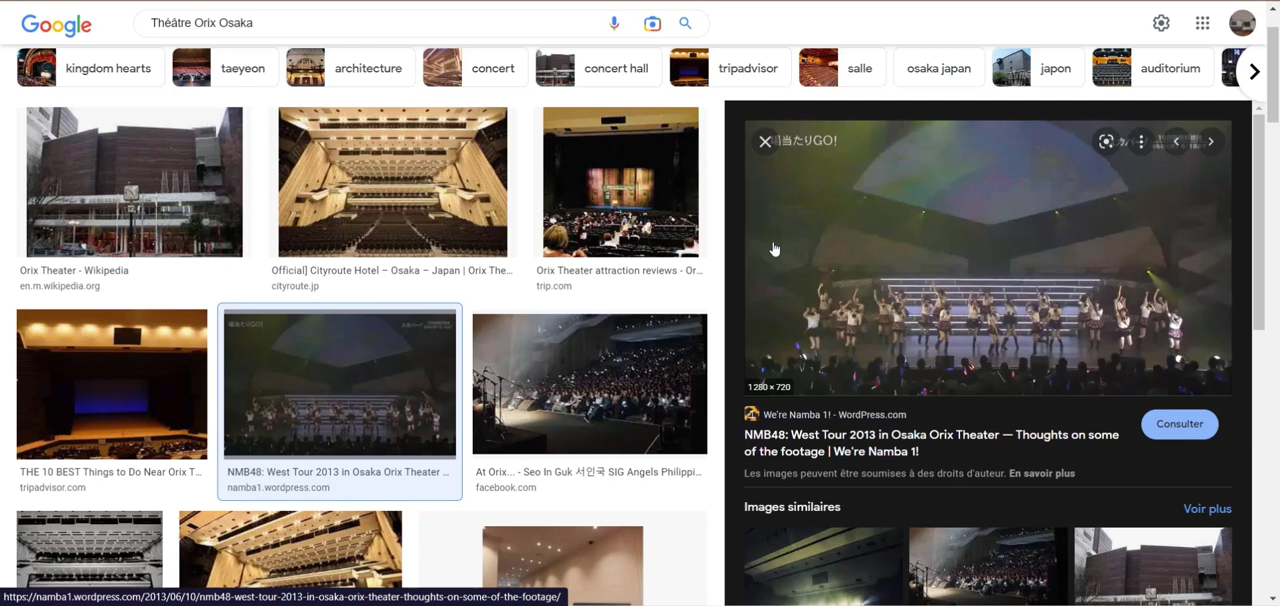 Google
Théâtre Orix Osaka
kingdom hearts
taeyeon
architecture
concert
concert hall
tripadvisor
salle
osaka japan
japon
auditorium
Orix Theater - Wikipedia
en.m.wikipedia.org
Official] Cityroute Hotel – Osaka – Japan | Orix The...
cityroute.jp
Orix Theater attraction reviews - Or...
trip.com
場当たりGO!
THE 10 BEST Things to Do Near Orix T...
tripadvisor.com
NMB48: West Tour 2013 in Osaka Orix Theater ...
namba1.wordpress.com
At Orix... - Seo In Guk 서인국 SIG Angels Philippi...
facebook.com
場当たりGO!
1280 × 720
We're Namba 1! - WordPress.com
NMB48: West Tour 2013 in Osaka Orix Theater — Thoughts on some
of the footage | We're Namba 1!
Consulter
Les images peuvent être soumises à des droits d'auteur. En savoir plus
Images similaires
Voir plus
https://namba1.wordpress.com/2013/06/10/nmb48-west-tour-2013-in-osaka-orix-theater-thoughts-on-some-of-the-footage/